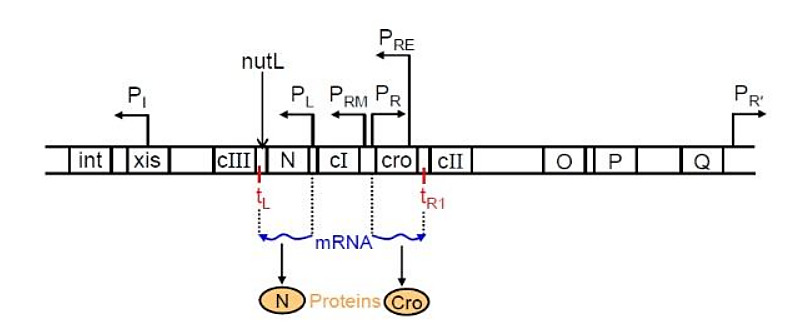 P_RE
nutL
P_I P_L P_RM P_R P_R'
int xis cIII N cI cro cII O P Q
t_L t_R1
mRNA
N Proteins Cro